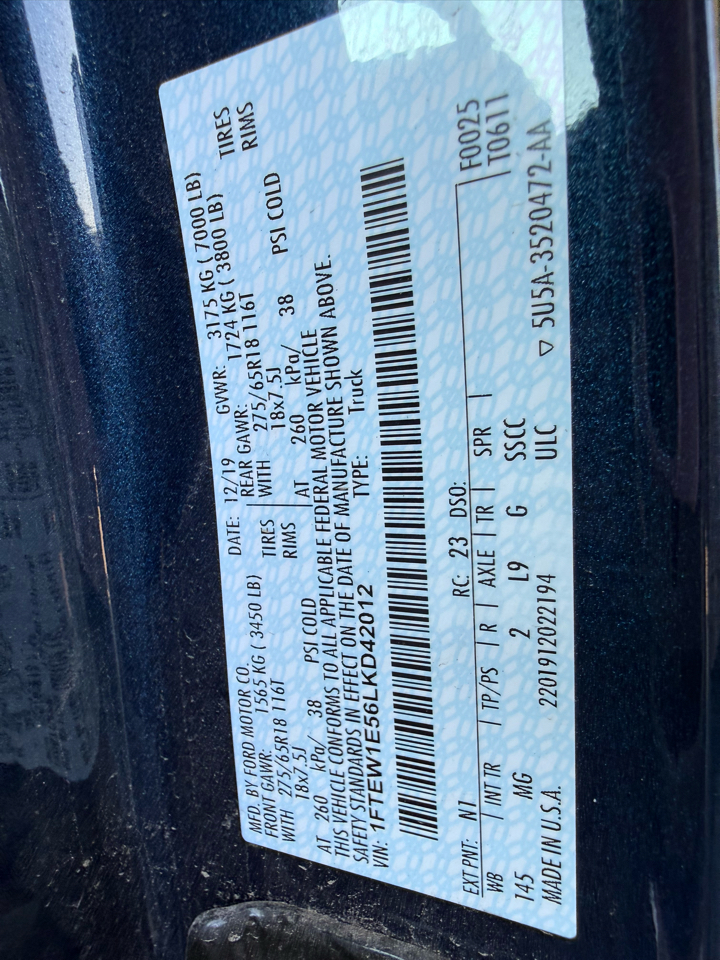 MFD. BY FORD MOTOR CO.
DATE: 12/19 GVWR: 3175 KG ( 7000 LB)
FRONT GAWR: 1565 KG ( 3450 LB)
REAR GAWR: 1724 KG ( 3800 LB)
WITH 275/65R18 116T TIRES
WITH 275/65R18 116T TIRES
18x7.5J RIMS
18x7.5J RIMS
AT 260 kPa/ 38 PSI COLD
AT 260 kPa/ 38 PSI COLD
THIS VEHICLE CONFORMS TO ALL APPLICABLE FEDERAL MOTOR VEHICLE
SAFETY STANDARDS IN EFFECT ON THE DATE OF MANUFACTURE SHOWN ABOVE.
VIN: 1FTEW1E56LKD42012 TYPE: Truck
F0025
T0611
EXT PNT: N1 RC: 23 DSO:
WB | INT TR | TP/PS | R | AXLE | TR | SPR |
145 MG 2 L9 G SSCC
ULC
MADE IN U.S.A. 2201912022194 ▽ 5U5A-3520472-AA